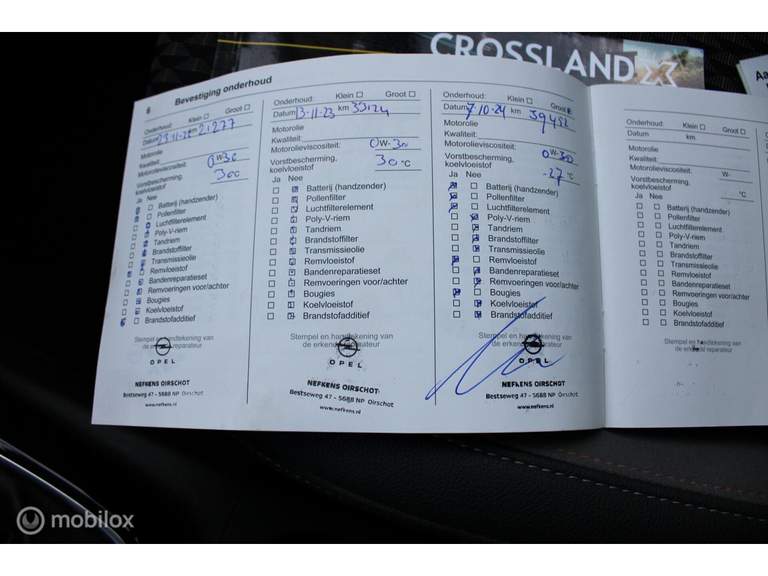 CROSSLAND X
Aa
6 Bevestiging onderhoud
Onderhoud: Klein Groot
Datum km 21277
Motorolie
Kwaliteit:
Motorolieviscositeit: 0W-30
Vorstbescherming,
koelvloeistof 30c
Ja Nee
Batterij (handzender)
Pollenfilter
Luchtfilterelement
Poly-V-riem
Tandriem
Brandstoffilter
Transmissieolie
Remvloeistof
Bandenreparatieset
Remvoeringen voor/achter
Bougies
Koelvloeistof
Brandstofadditief
Stempel en handtekening van
de erkende reparateur
OPEL
NEFKENS OIRSCHOT
Bestseweg 47 - 5688 NP Oirschot
www.nefkens.nl
Onderhoud: Klein Groot
Datum 13-11-23 km
Motorolie
Kwaliteit:
Motorolieviscositeit: 0W-30
Vorstbescherming,
koelvloeistof 30 °C
Ja Nee
Batterij (handzender)
Pollenfilter
Luchtfilterelement
Poly-V-riem
Tandriem
Brandstoffilter
Transmissieolie
Remvloeistof
Bandenreparatieset
Remvoeringen voor/achter
Bougies
Koelvloeistof
Brandstofadditief
Stempel en handtekening van
de erkende reparateur
OPEL
NEFKENS OIRSCHOT
Bestseweg 47 - 5688 NP Oirschot
www.nefkens.nl
Onderhoud: Klein Groot
Datum 7-10-24 km 39452
Motorolie
Kwaliteit:
Motorolieviscositeit: 0W-30
Vorstbescherming,
koelvloeistof -27 °C
Ja Nee
Batterij (handzender)
Pollenfilter
Luchtfilterelement
Poly-V-riem
Tandriem
Brandstoffilter
Transmissieolie
Remvloeistof
Bandenreparatieset
Remvoeringen voor/achter
Bougies
Koelvloeistof
Brandstofadditief
Stempel en handtekening van
de erkende reparateur
OPEL
NEFKENS OIRSCHOT
Bestseweg 47 - 5688 NP Oirschot
www.nefkens.nl
Onderhoud: Klein Groot
Datum km
Motorolie
Kwaliteit:
Motorolieviscositeit: W-
Vorstbescherming,
koelvloeistof °C
Ja Nee
Batterij (handzender)
Pollenfilter
Luchtfilterelement
Poly-V-riem
Tandriem
Brandstoffilter
Transmissieolie
Remvloeistof
Bandenreparatieset
Remvoeringen voor/achter
Bougies
Koelvloeistof
Brandstofadditief
Stempel en handtekening van
de erkende reparateur
mobilox